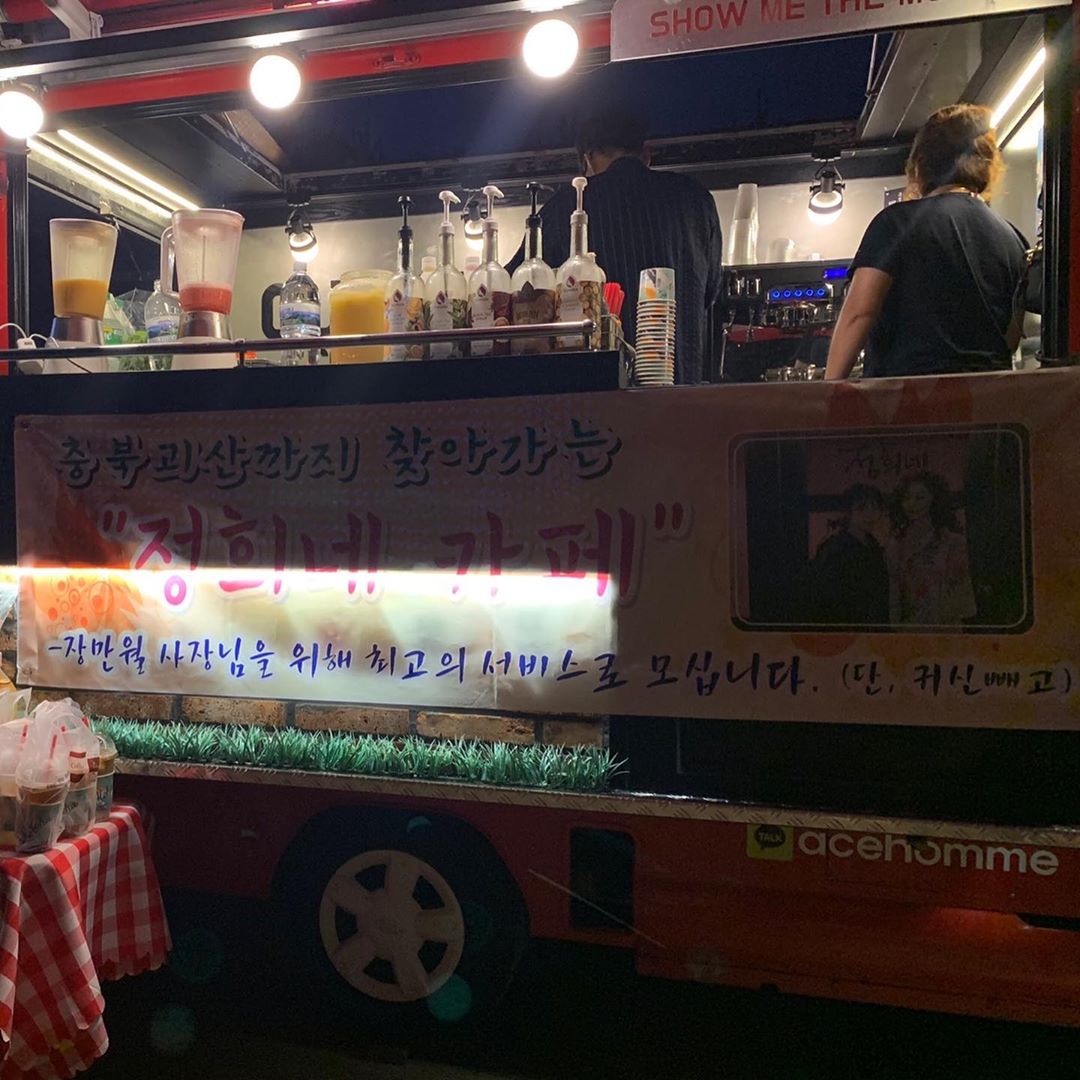 SHOW ME THE
충북괴산까지 찾아가는
"정희네 카페"
정희네
-장만월 사장님을 위해 최고의 서비스로 모십니다. (단, 귀신빼고)
TALK acehomme